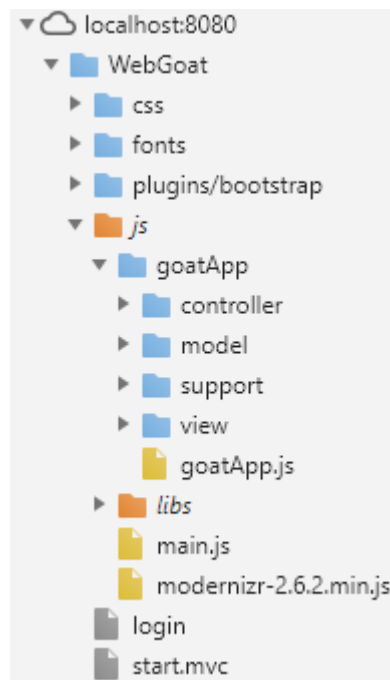 localhost:8080
WebGoat
css
fonts
plugins/bootstrap
js
goatApp
controller
model
support
view
goatApp.js
libs
main.js
modernizr-2.6.2.min.js
login
start.mvc